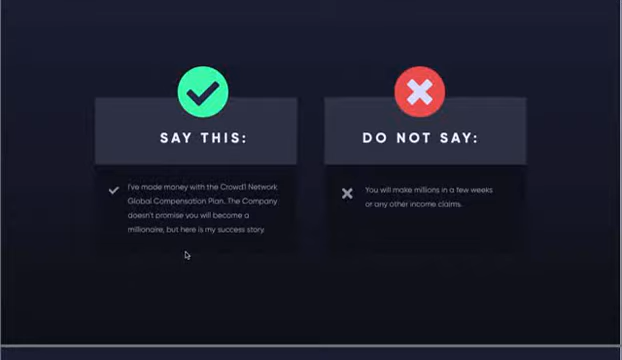 SAY THIS:
I've made money with the Crowd1 Network
Global Compensation Plan. The Company
doesn't promise you will become a
millionaire, but here is my success story.
DO NOT SAY:
You will make millions in a few weeks
or any other income claims.